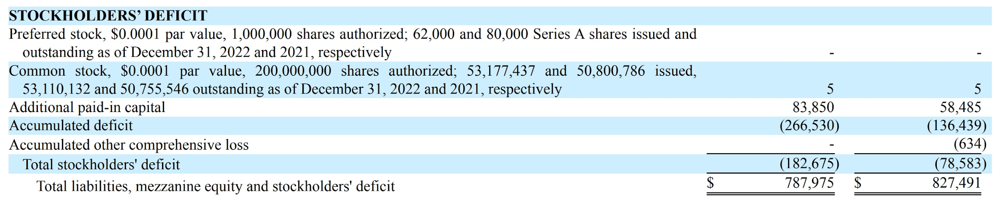 STOCKHOLDERS’ DEFICIT
Preferred stock, $0.0001 par value, 1,000,000 shares authorized; 62,000 and 80,000 Series A shares issued and
outstanding as of December 31, 2022 and 2021, respectively - -
Common stock, $0.0001 par value, 200,000,000 shares authorized; 53,177,437 and 50,800,786 issued,
53,110,132 and 50,755,546 outstanding as of December 31, 2022 and 2021, respectively 5 5
Additional paid-in capital 83,850 58,485
Accumulated deficit (266,530) (136,439)
Accumulated other comprehensive loss - (634)
Total stockholders' deficit (182,675) (78,583)
Total liabilities, mezzanine equity and stockholders' deficit $ 787,975 $ 827,491